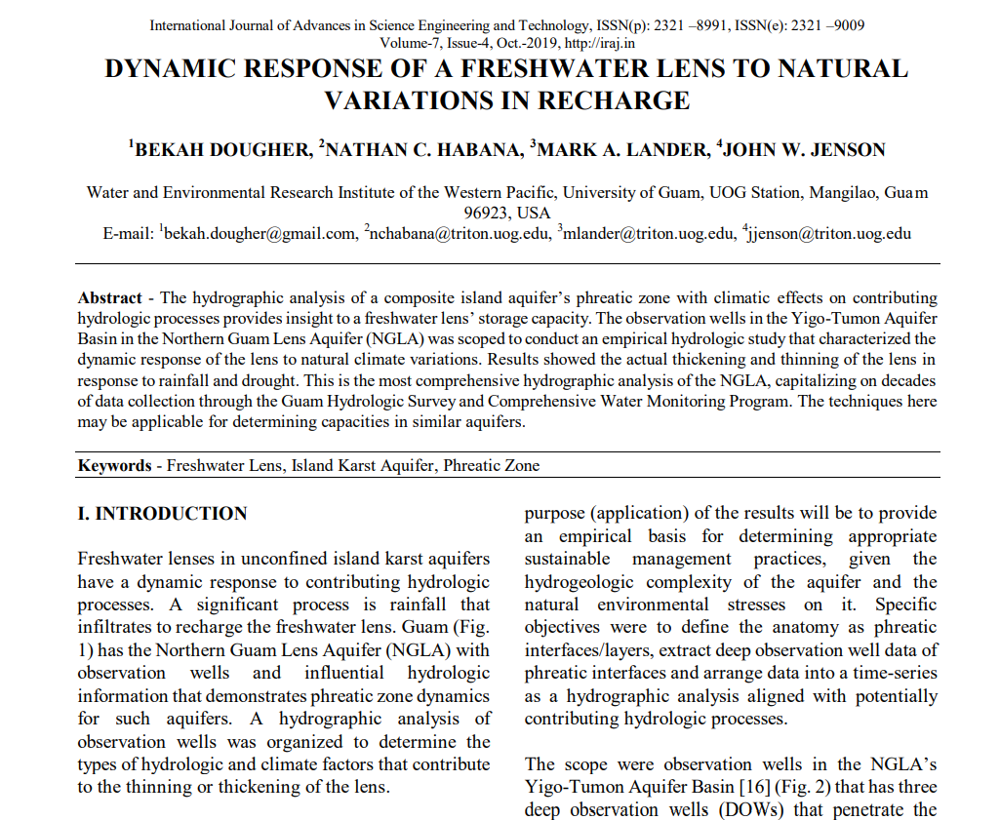 International Journal of Advances in Science Engineering and Technology, ISSN(p): 2321 –8991, ISSN(e): 2321 –9009
Volume-7, Issue-4, Oct.-2019, http://iraj.in
DYNAMIC RESPONSE OF A FRESHWATER LENS TO NATURAL
VARIATIONS IN RECHARGE
1BEKAH DOUGHER, 2NATHAN C. HABANA, 3MARK A. LANDER, 4JOHN W. JENSON
Water and Environmental Research Institute of the Western Pacific, University of Guam, UOG Station, Mangilao, Guam
96923, USA
E-mail: 1bekah.dougher@gmail.com, 2nchabana@triton.uog.edu, 3mlander@triton.uog.edu, 4jjenson@triton.uog.edu
Abstract - The hydrographic analysis of a composite island aquifer’s phreatic zone with climatic effects on contributing
hydrologic processes provides insight to a freshwater lens’ storage capacity. The observation wells in the Yigo-Tumon Aquifer
Basin in the Northern Guam Lens Aquifer (NGLA) was scoped to conduct an empirical hydrologic study that characterized the
dynamic response of the lens to natural climate variations. Results showed the actual thickening and thinning of the lens in
response to rainfall and drought. This is the most comprehensive hydrographic analysis of the NGLA, capitalizing on decades
of data collection through the Guam Hydrologic Survey and Comprehensive Water Monitoring Program. The techniques here
may be applicable for determining capacities in similar aquifers.
Keywords - Freshwater Lens, Island Karst Aquifer, Phreatic Zone
I. INTRODUCTION
Freshwater lenses in unconfined island karst aquifers
have a dynamic response to contributing hydrologic
processes. A significant process is rainfall that
infiltrates to recharge the freshwater lens. Guam (Fig.
1) has the Northern Guam Lens Aquifer (NGLA) with
observation wells and influential hydrologic
information that demonstrates phreatic zone dynamics
for such aquifers. A hydrographic analysis of
observation wells was organized to determine the
types of hydrologic and climate factors that contribute
to the thinning or thickening of the lens.
purpose (application) of the results will be to provide
an empirical basis for determining appropriate
sustainable management practices, given the
hydrogeologic complexity of the aquifer and the
natural environmental stresses on it. Specific
objectives were to define the anatomy as phreatic
interfaces/layers, extract deep observation well data of
phreatic interfaces and arrange data into a time-series
as a hydrographic analysis aligned with potentially
contributing hydrologic processes.
The scope were observation wells in the NGLA’s
Yigo-Tumon Aquifer Basin [16] (Fig. 2) that has three
deep observation wells (DOWs) that penetrate the